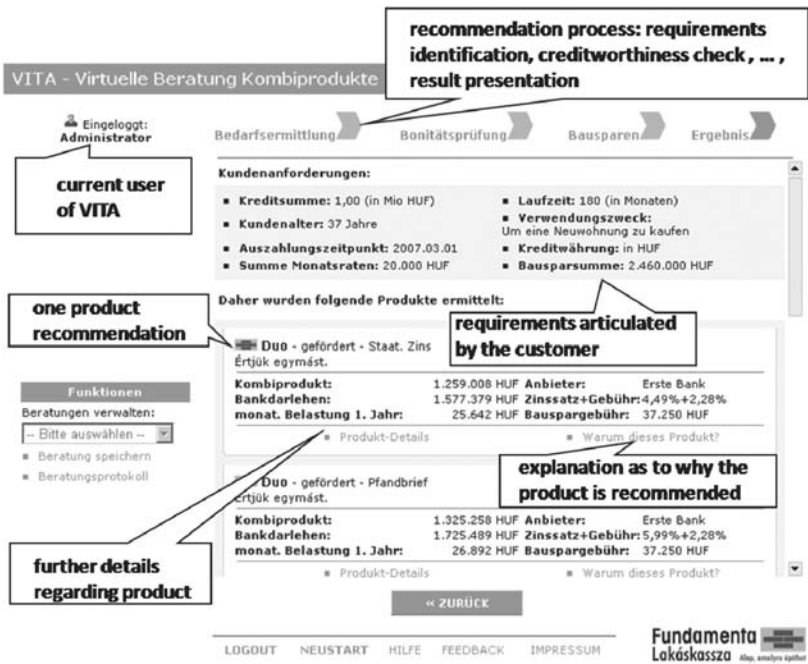 recommendation process: requirements
identification, creditworthiness check , ... ,
result presentation
VITA - Virtuelle Beratung Kombiprodukte
Eingeloggt:
Administrator
Bedarfsermittlung
Bonitätsprüfung
Bausparen
Ergebnis
current user
of VITA
Kundenanforderungen:
Kreditsumme: 1,00 (in Mio HUF)
Laufzeit: 180 (in Monaten)
Kundenalter: 37 Jahre
Verwendungszweck:
Um eine Neuwohnung zu kaufen
Auszahlungszeitpunkt: 2007.03.01
Kreditwährung: in HUF
Summe Monatsraten: 20.000 HUF
Bausparsumme: 2.460.000 HUF
one product
recommendation
Daher wurden folgende Produkte ermittelt:
requirements articulated
by the customer
Duo - gefördert - Staat. Zins
Értjük egymást.
Kombiprodukt: 1.259.008 HUF Anbieter: Erste Bank
Bankdarlehen: 1.577.379 HUF Zinssatz+Gebühr: 4,49%+2,28%
monat. Belastung 1. Jahr: 25.642 HUF Bauspargebühr: 37.250 HUF
Produkt-Details
Warum dieses Produkt?
Funktionen
Beratungen verwalten:
-- Bitte auswählen --
Beratung speichern
Beratungsprotokoll
explanation as to why the
product is recommended
Duo - gefördert - Pfandbrief
Értjük egymást.
Kombiprodukt: 1.325.258 HUF Anbieter: Erste Bank
Bankdarlehen: 1.725.489 HUF Zinssatz+Gebühr: 5,99%+2,28%
monat. Belastung 1. Jahr: 26.892 HUF Bauspargebühr: 37.250 HUF
Produkt-Details
Warum dieses Produkt?
further details
regarding product
« ZURÜCK
LOGOUT NEUSTART HILFE FEEDBACK IMPRESSUM
Fundamenta
Lakáskassza
Alap, amelyre építhet